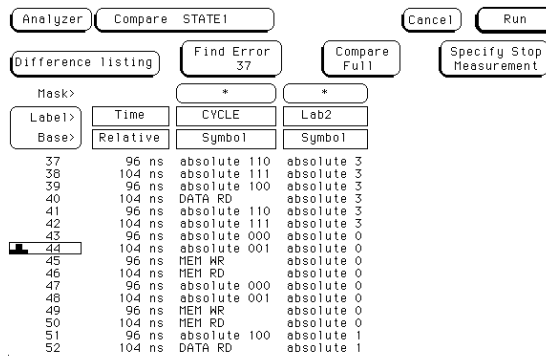 Analyzer Compare STATE1 Cancel Run
Difference listing Find Error 37 Compare Full Specify Stop Measurement
Mask> * *
Label> Time CYCLE Lab2
Base> Relative Symbol Symbol
37 96 ns absolute 110 absolute 3
38 104 ns absolute 111 absolute 3
39 96 ns absolute 100 absolute 3
40 104 ns DATA RD absolute 3
41 96 ns absolute 110 absolute 3
42 104 ns absolute 111 absolute 3
43 96 ns absolute 000 absolute 0
44 104 ns absolute 001 absolute 0
45 96 ns MEM WR absolute 0
46 104 ns MEM RD absolute 0
47 96 ns absolute 000 absolute 0
48 104 ns absolute 001 absolute 0
49 96 ns MEM WR absolute 0
50 104 ns MEM RD absolute 0
51 96 ns absolute 100 absolute 1
52 104 ns DATA RD absolute 1